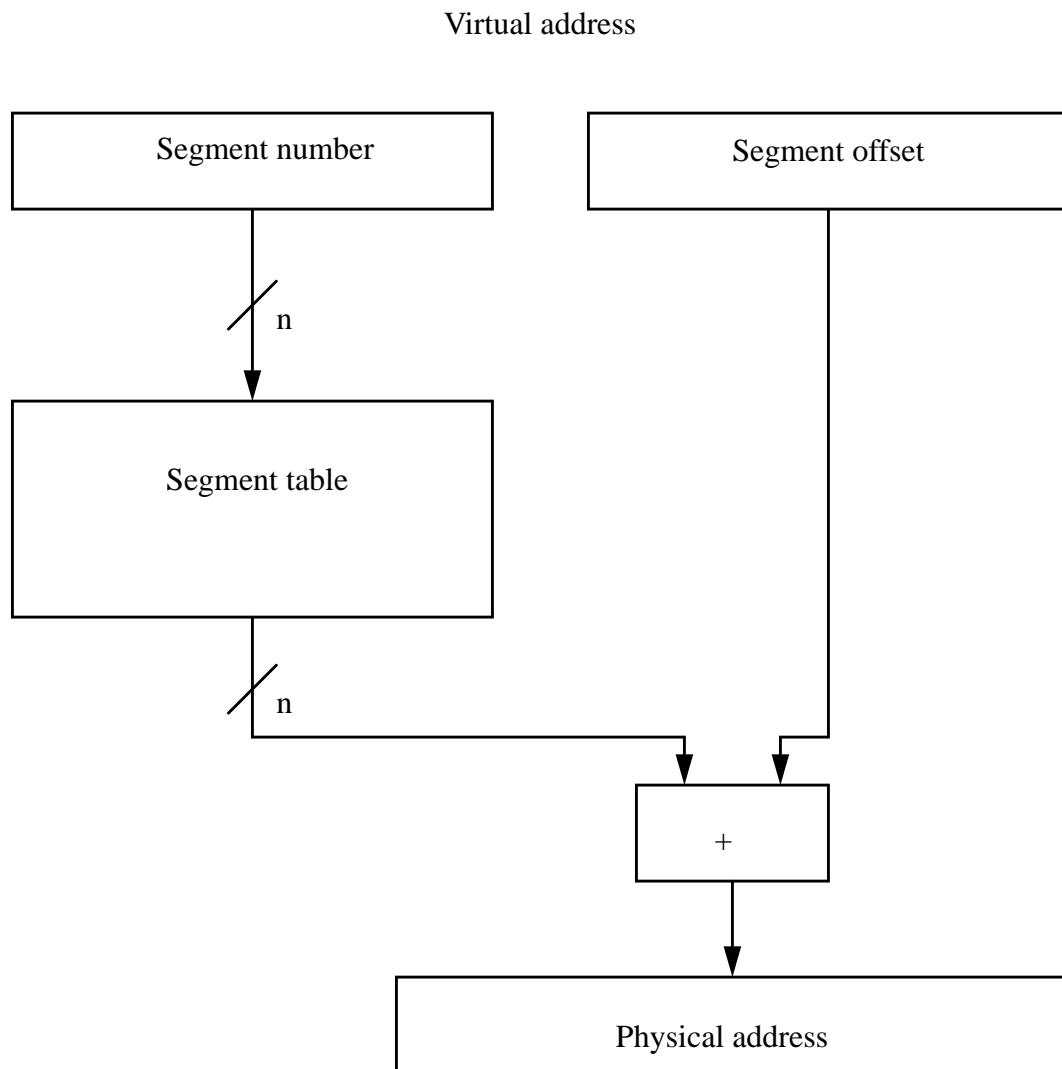 Virtual address
Segment number
Segment offset
n
Segment table
n
+
Physical address